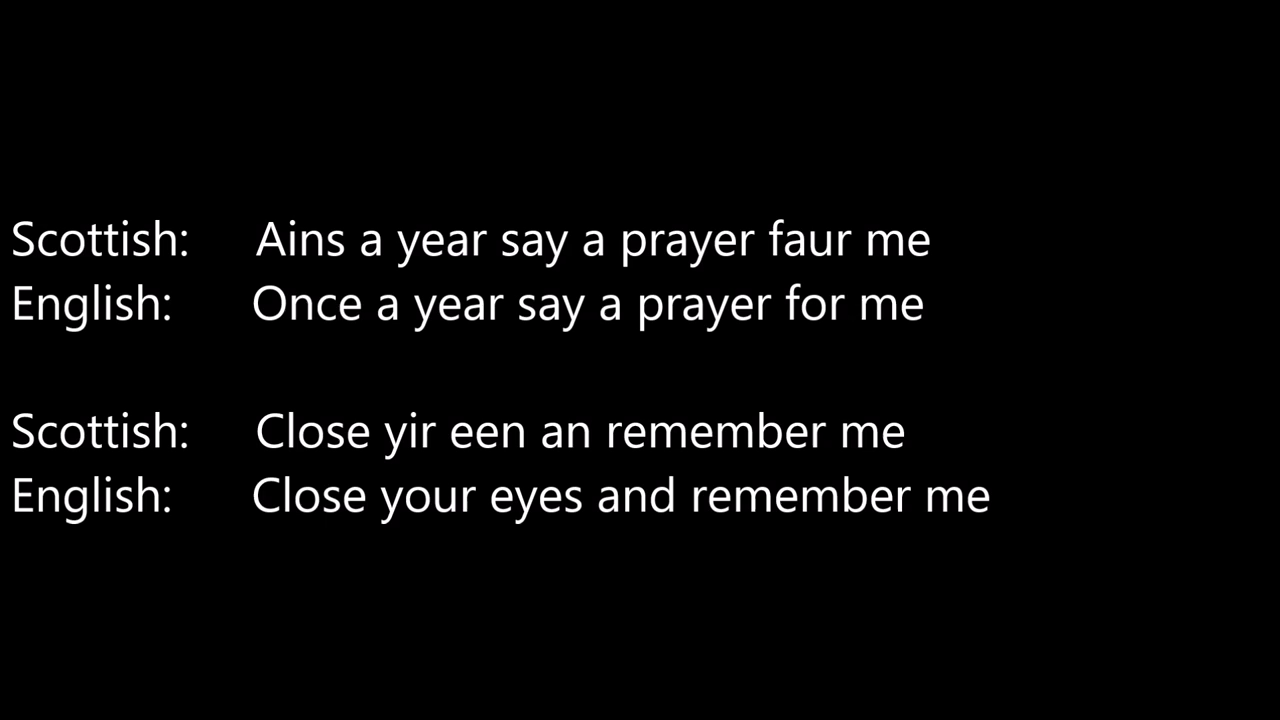 Scottish: Ains a year say a prayer faur me
English: Once a year say a prayer for me
Scottish: Close yir een an remember me
English: Close your eyes and remember me